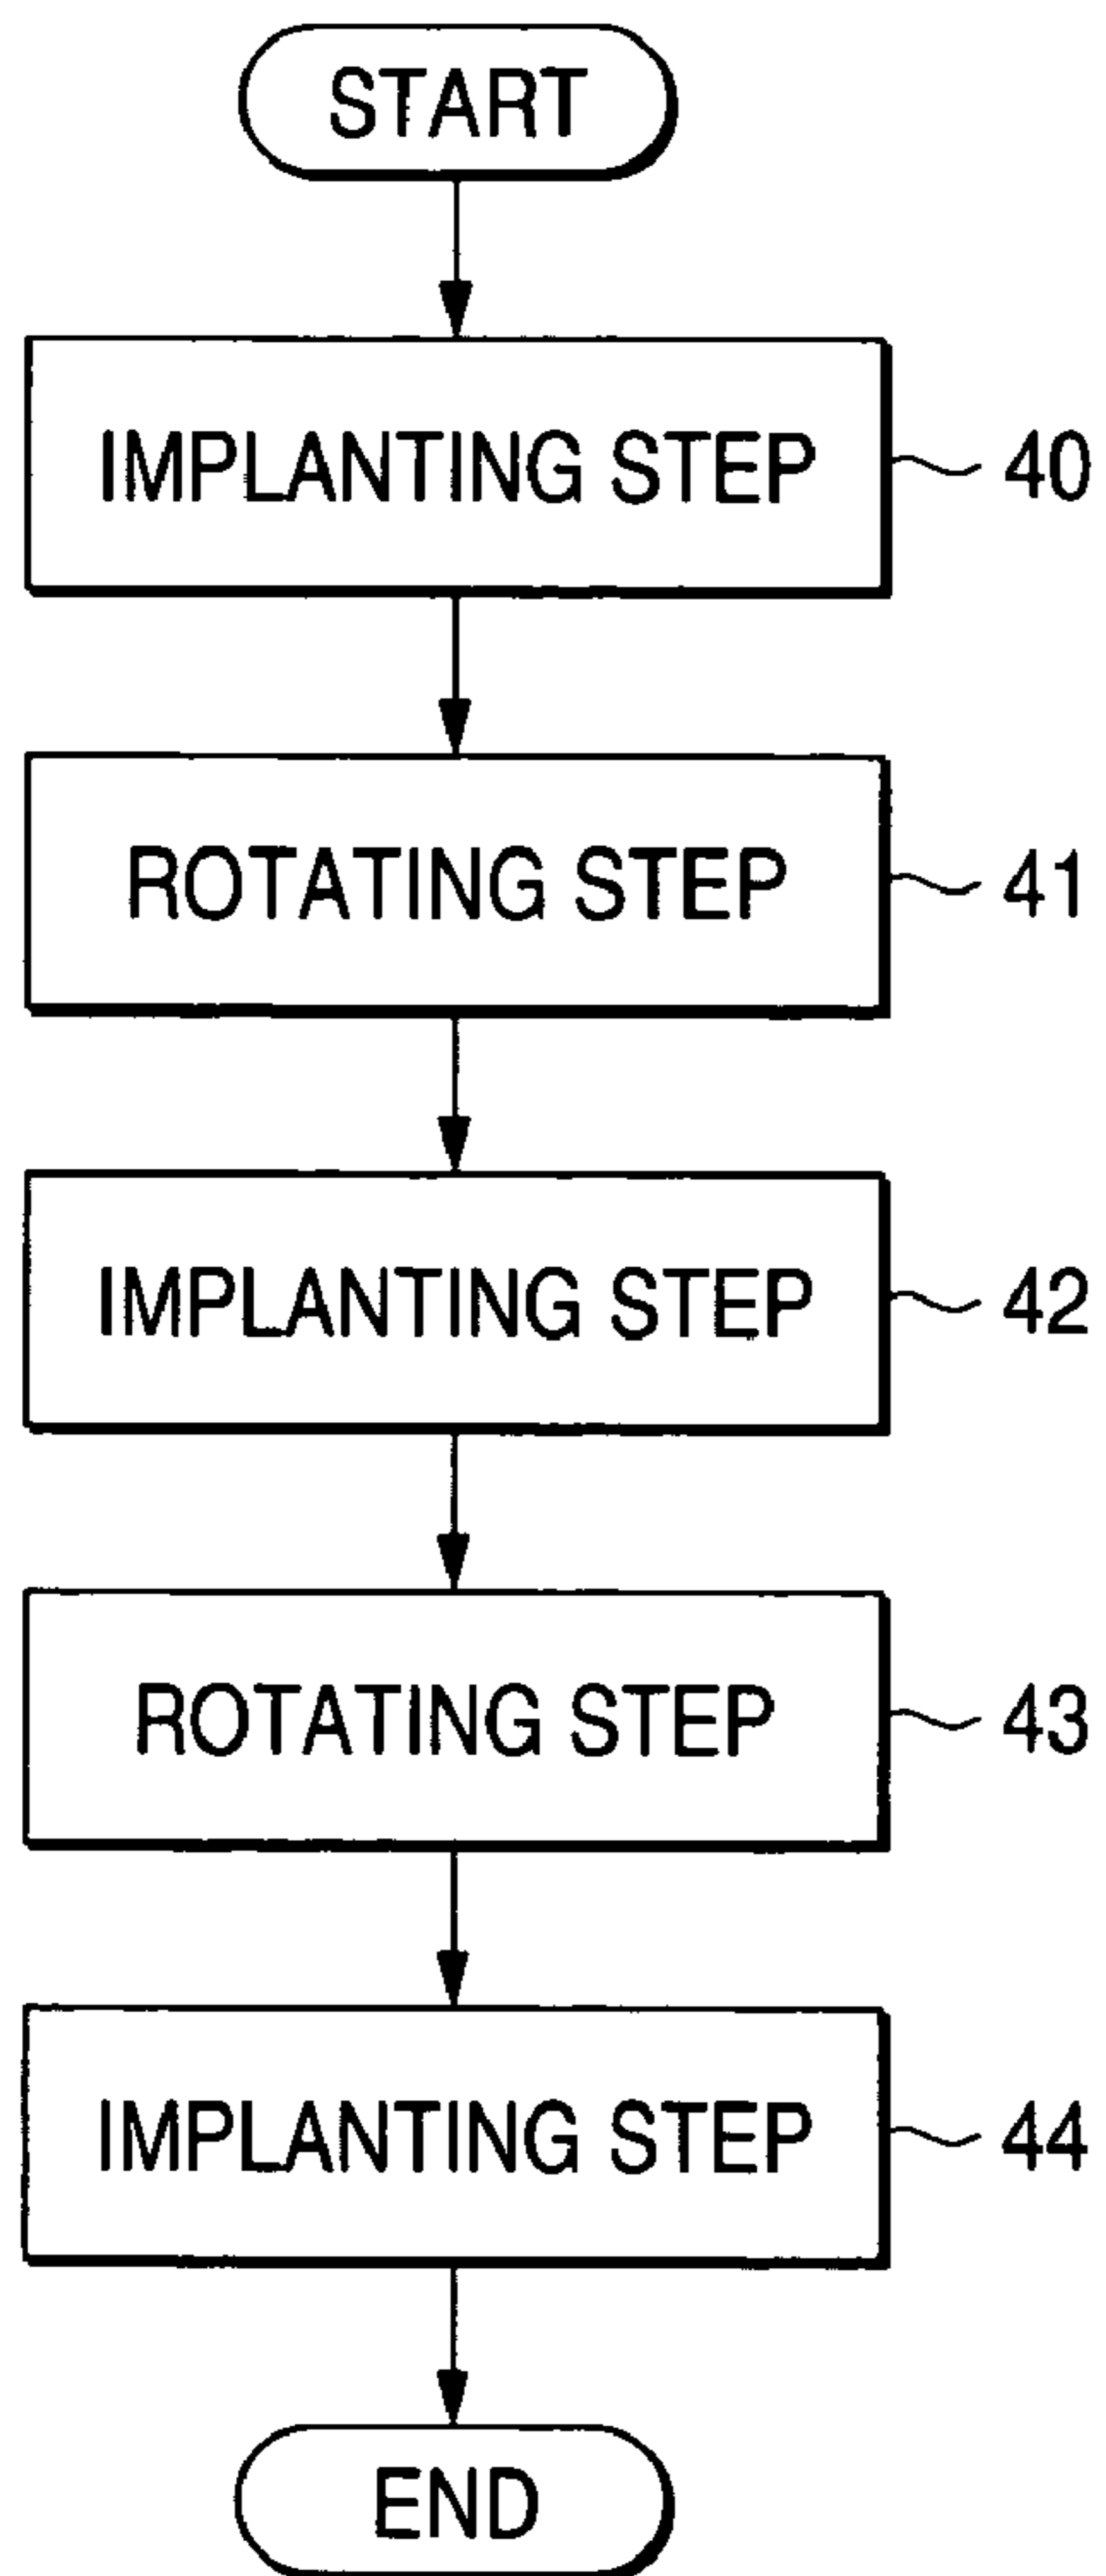 START
IMPLANTING STEP 40
ROTATING STEP 41
IMPLANTING STEP 42
ROTATING STEP 43
IMPLANTING STEP 44
END